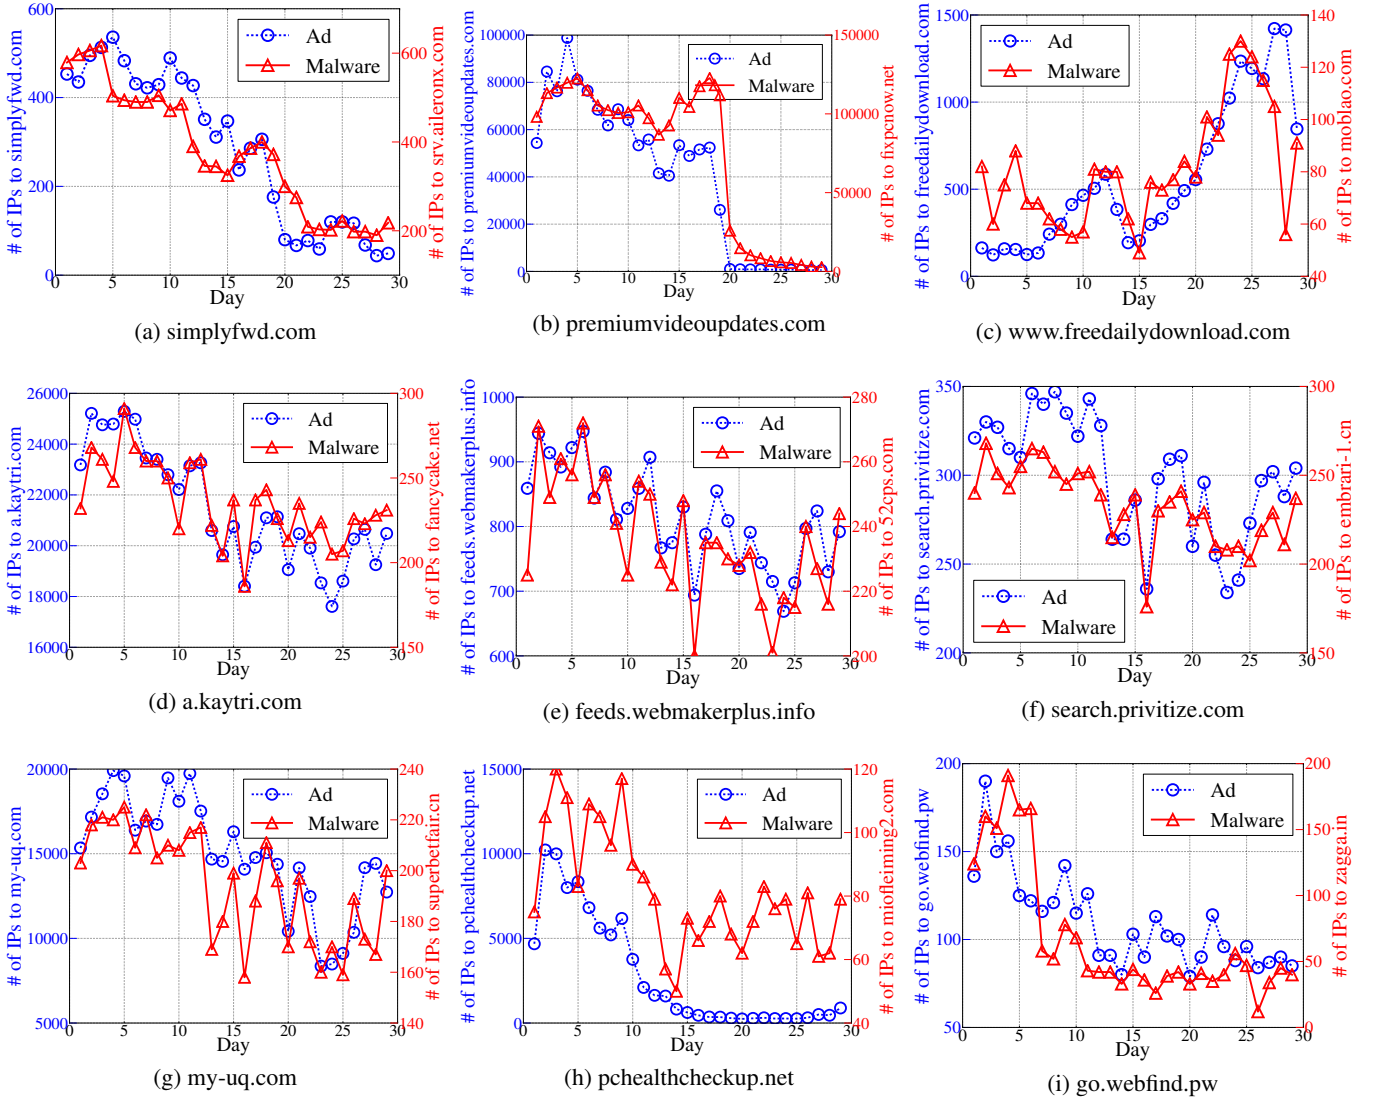 600
400
200
0
# of IPs to simplyfwd.com
Ad
Malware
600
400
200
# of IPs to srv.aileronx.com
0 5 10 15 20 25 30
Day
(a) simplyfwd.com
100000
80000
60000
40000
20000
0
# of IPs to premiumvideoupdates.com
Ad
Malware
150000
100000
50000
0
# of IPs to fixpcnow.net
0 5 10 15 20 25 30
Day
(b) premiumvideoupdates.com
1500
1000
500
0
# of IPs to freedailydownload.com
Ad
Malware
140
120
100
80
60
40
# of IPs to mobliao.com
0 5 10 15 20 25 30
Day
(c) www.freedailydownload.com
26000
24000
22000
20000
18000
16000
# of IPs to a.kaytri.com
Ad
Malware
300
250
200
150
# of IPs to fancycake.net
0 5 10 15 20 25 30
Day
(d) a.kaytri.com
1000
900
800
700
600
# of IPs to feeds.webmakerplus.info
Ad
Malware
280
260
240
220
200
# of IPs to 52cps.com
0 5 10 15 20 25 30
Day
(e) feeds.webmakerplus.info
350
300
250
200
# of IPs to search.privitize.com
Ad
Malware
300
250
200
150
# of IPs to embrari-1.cn
0 5 10 15 20 25 30
Day
(f) search.privitize.com
20000
15000
10000
5000
# of IPs to my-uq.com
Ad
Malware
240
220
200
180
160
140
# of IPs to superbetfair.cn
0 5 10 15 20 25 30
Day
(g) my-uq.com
15000
10000
5000
0
# of IPs to pchealthcheckup.net
Ad
Malware
120
100
80
60
40
# of IPs to miofleiming2.com
0 5 10 15 20 25 30
Day
(h) pchealthcheckup.net
200
150
100
50
# of IPs to go.webfind.pw
Ad
Malware
200
150
100
50
0
# of IPs to zagga.in
0 5 10 15 20 25 30
Day
(i) go.webfind.pw